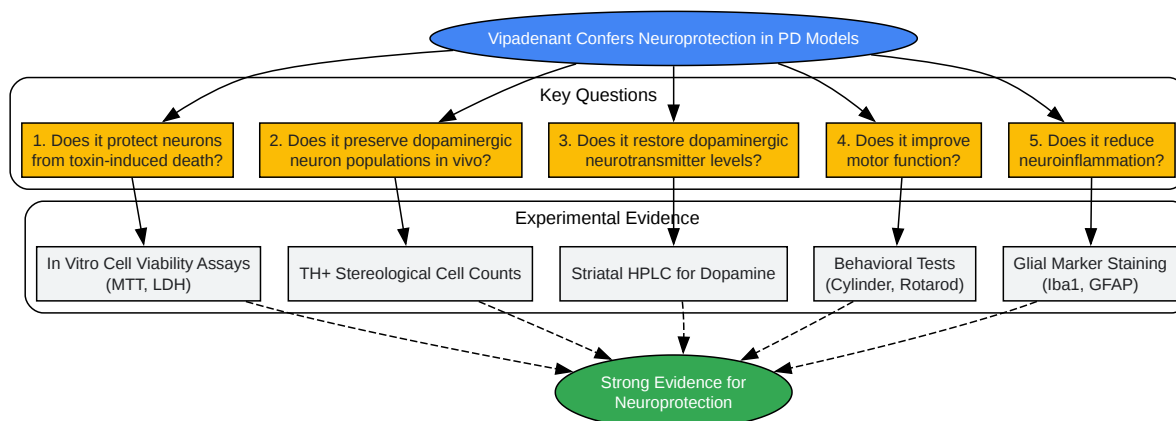 Vipadenant Confers Neuroprotection in PD Models
Key Questions
1. Does it protect neurons
from toxin-induced death?
2. Does it preserve dopaminergic
neuron populations in vivo?
3. Does it restore dopaminergic
neurotransmitter levels?
4. Does it improve
motor function?
5. Does it reduce
neuroinflammation?
Experimental Evidence
In Vitro Cell Viability Assays
(MTT, LDH)
TH+ Stereological Cell Counts
Striatal HPLC for Dopamine
Behavioral Tests
(Cylinder, Rotarod)
Glial Marker Staining
(Iba1, GFAP)
Strong Evidence for
Neuroprotection